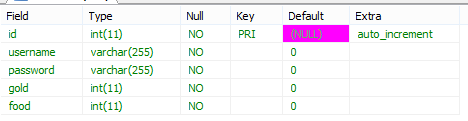 Field Type Null Key Default Extra
id int(11) NO PRI (NULL) auto_increment
username varchar(255) NO 0
password varchar(255) NO 0
gold int(11) NO 0
food int(11) NO 0